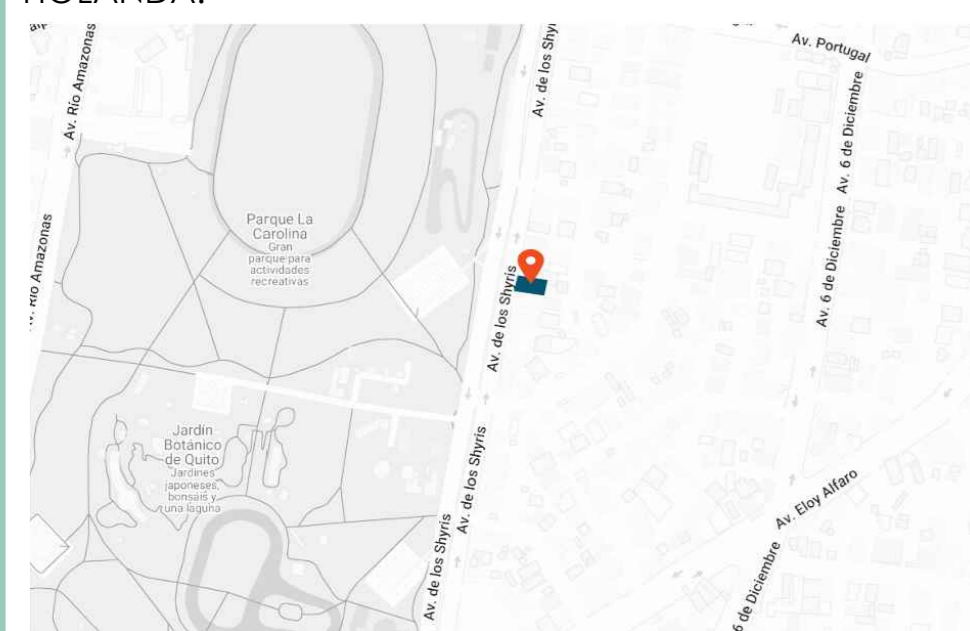 HOLANDA.
Av. Portugal
Av. Río Amazonas
Av. de los Shyri
Av. 6 de Diciembre
Parque La
Carolina
Gran
parque para
actividades
recreativas
Av. 6 de Diciembre
Río Amazonas
Av. de los Shyris
Jardín
Botánico
de Quito
Jardines
japoneses,
bonsáis y
una laguna
Av. de los Shyris
Av. Eloy Alfaro
Av. de los Shyris
6 de Diciembre